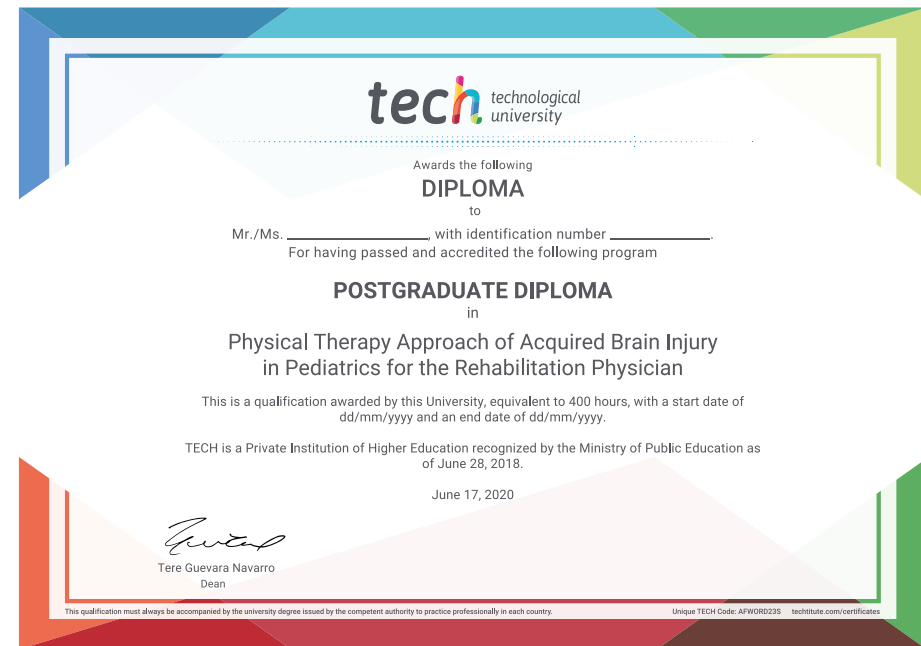 tech technological
university
Awards the following
DIPLOMA
to
Mr./Ms. ____________, with identification number ____________.
For having passed and accredited the following program
POSTGRADUATE DIPLOMA
in
Physical Therapy Approach of Acquired Brain Injury
in Pediatrics for the Rehabilitation Physician
This is a qualification awarded by this University, equivalent to 400 hours, with a start date of
dd/mm/yyyy and an end date of dd/mm/yyyy.
TECH is a Private Institution of Higher Education recognized by the Ministry of Public Education as
of June 28, 2018.
June 17, 2020
Tere Guevara Navarro
Dean
This qualification must always be accompanied by the university degree issued by the competent authority to practice professionally in each country.
Unique TECH Code: AFWORD23S techtitute.com/certificates